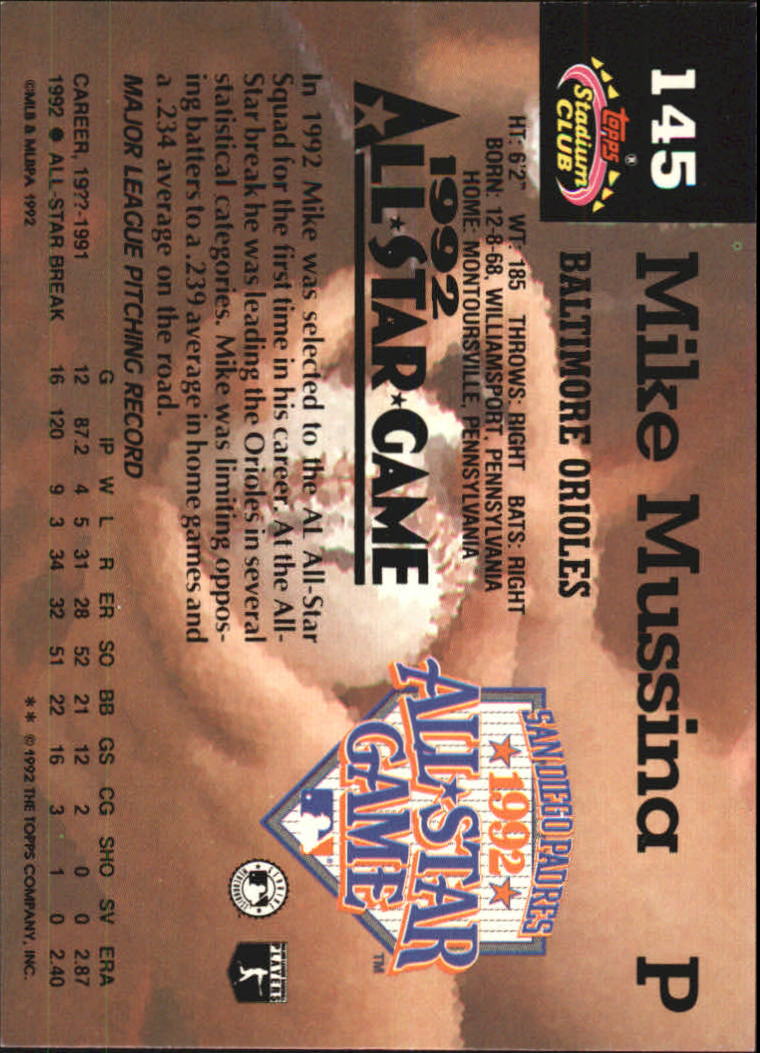 145
Mike Mussina P
Topps®
Stadium
CLUB
BALTIMORE ORIOLES
HT: 6'2" WT: 185 THROWS: RIGHT BATS: RIGHT
BORN: 12-8-68, WILLIAMSPORT, PENNSYLVANIA
HOME: MONTOURSVILLE, PENNSYLVANIA
1992
ALL★STAR★GAME
SAN DIEGO PADRES
★1992★
ALL★STAR
GAME
TM
In 1992 Mike was selected to the AL All-Star
Squad for the first time in his career. At the All-
Star break he was leading the Orioles in several
statistical categories. Mike was limiting oppos-
ing batters to a .239 average in home games and
a .234 average on the road.
PLAYERS
MAJOR LEAGUE PITCHING RECORD
G IP W L R ER SO BB GS CG SHO SV ERA
CAREER, 19??-1991 12 87.2 4 5 31 28 52 21 12 2 0 0 2.87
1992 ● ALL-STAR BREAK 16 120 9 3 34 32 51 22 16 3 1 0 2.40
©MLB & MLBPA 1992 ** ©1992 THE TOPPS COMPANY, INC.